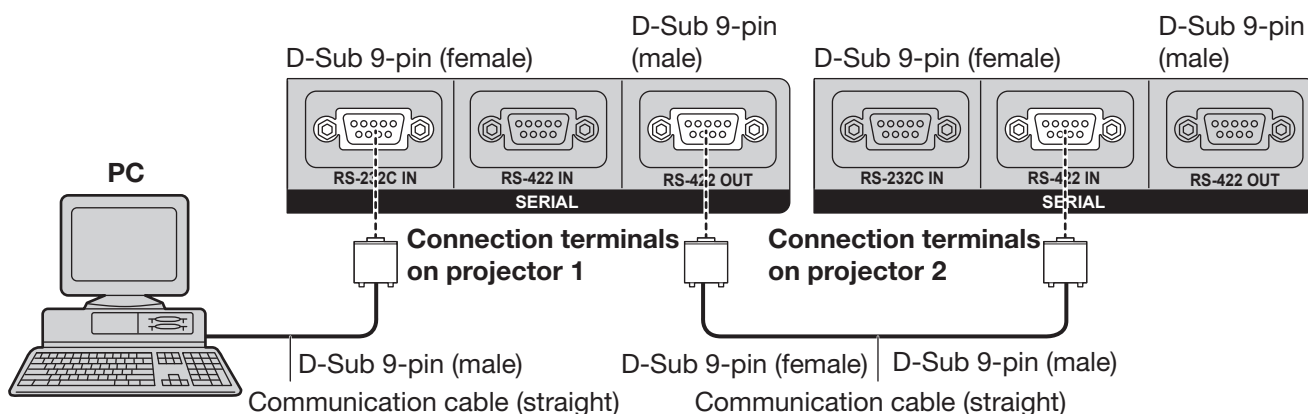 D-Sub 9-pin (female)
D-Sub 9-pin
(male)
D-Sub 9-pin (female)
D-Sub 9-pin
(male)
RS-232C IN
RS-422 IN
RS-422 OUT
SERIAL
RS-232C IN
RS-422 IN
RS-422 OUT
SERIAL
PC
Connection terminals
on projector 1
Connection terminals
on projector 2
D-Sub 9-pin (male)
Communication cable (straight)
D-Sub 9-pin (female)
D-Sub 9-pin (male)
Communication cable (straight)